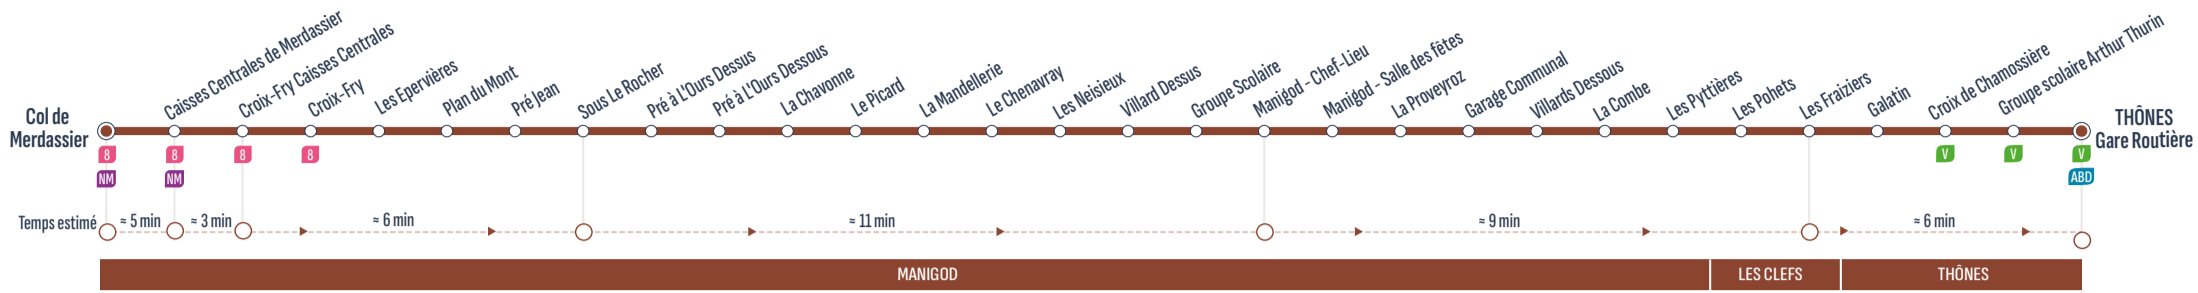 Col de
Merdassier
Caisses Centrales de Merdassier
Croix-Fry Caisses Centrales
Croix-Fry
Les Epervières
Plan du Mont
Pré Jean
Sous Le Rocher
Pré à L'Ours Dessus
Pré à L'Ours Dessous
La Chavonne
Le Picard
La Mandellerie
Le Chenavray
Les Neisieux
Villard Dessus
Groupe Scolaire
Manigod - Chef-Lieu
Manigod - Salle des fêtes
La Proveyroz
Garage Communal
Villards Dessous
La Combe
Les Pyttières
Les Pohets
Les Fraiziers
Galatin
Croix de Chamossière
Groupe scolaire Arthur Thurin
THÔNES
Gare Routière
8 8 8 8 V V V
NM NM ABD
Temps estimé ≈ 5 min ≈ 3 min ≈ 6 min ≈ 11 min ≈ 9 min ≈ 6 min
MANIGOD LES CLEFS THÔNES